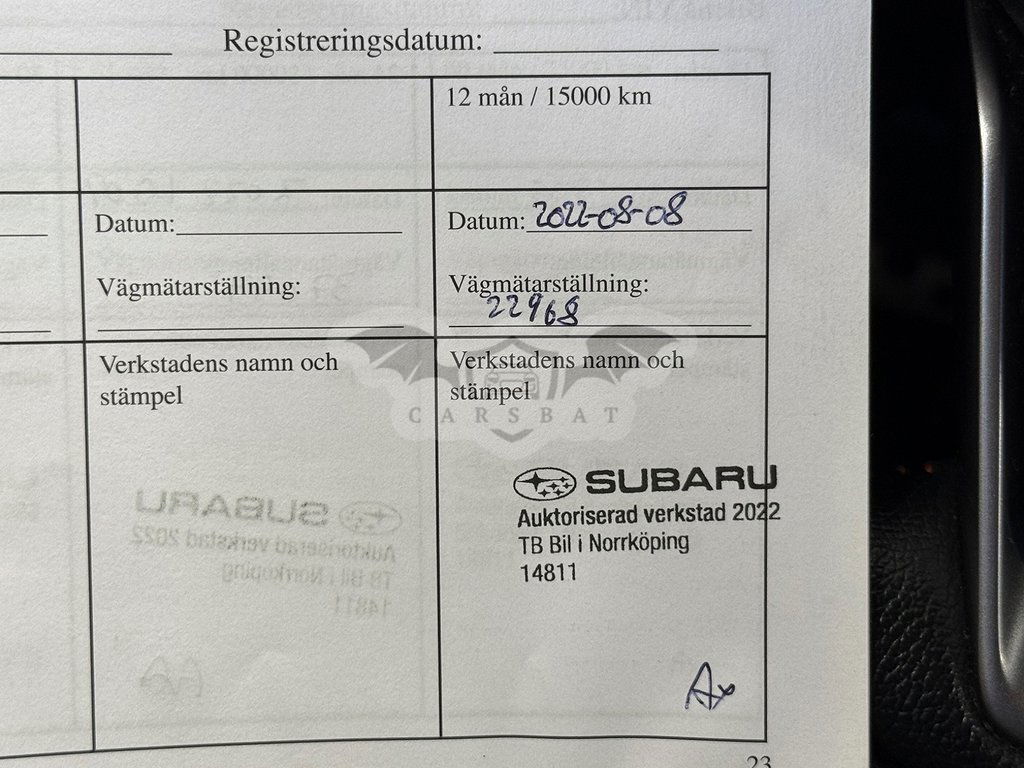 Registreringsdatum:
12 mån / 15000 km
Datum:
Vägmätarställning:
Verkstadens namn och
stämpel
Datum: 2022-08-08
Vägmätarställning:
22968
Verkstadens namn och
stämpel
CARSBAT
SUBARU
Auktoriserad verkstad 2022
TB Bil i Norrköping
14811
23